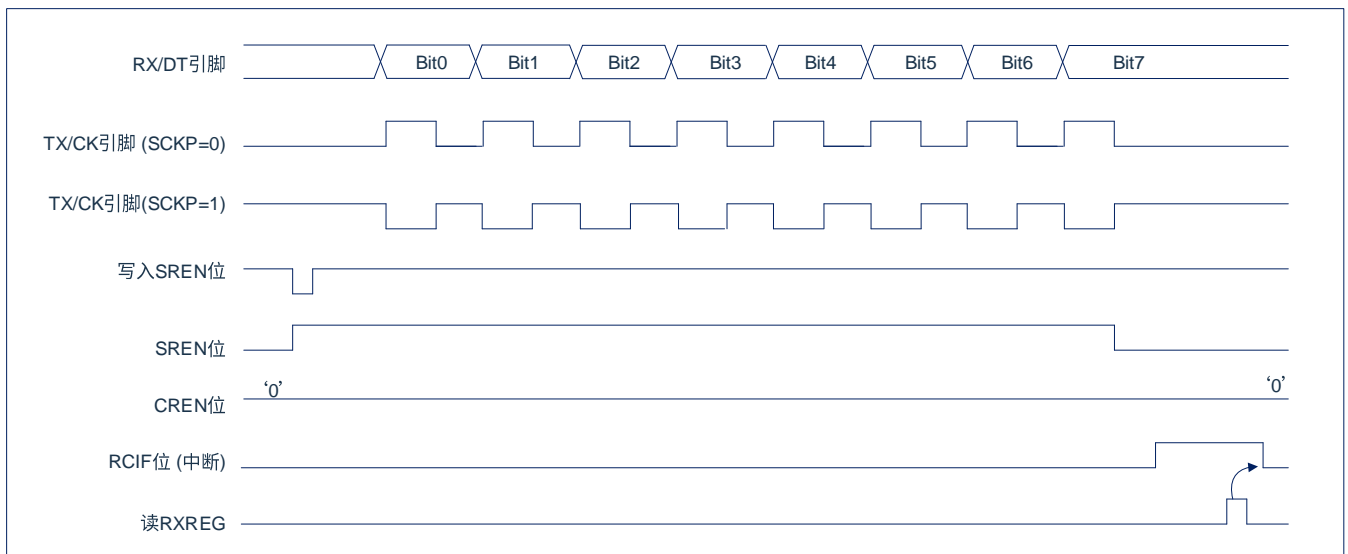 RX/DT引脚 Bit0 Bit1 Bit2 Bit3 Bit4 Bit5 Bit6 Bit7
TX/CK引脚 (SCKP=0)
TX/CK引脚(SCKP=1)
写入SREN位
SREN位
‘0’ ‘0’
CREN位
RCIF位 (中断)
读RXREG